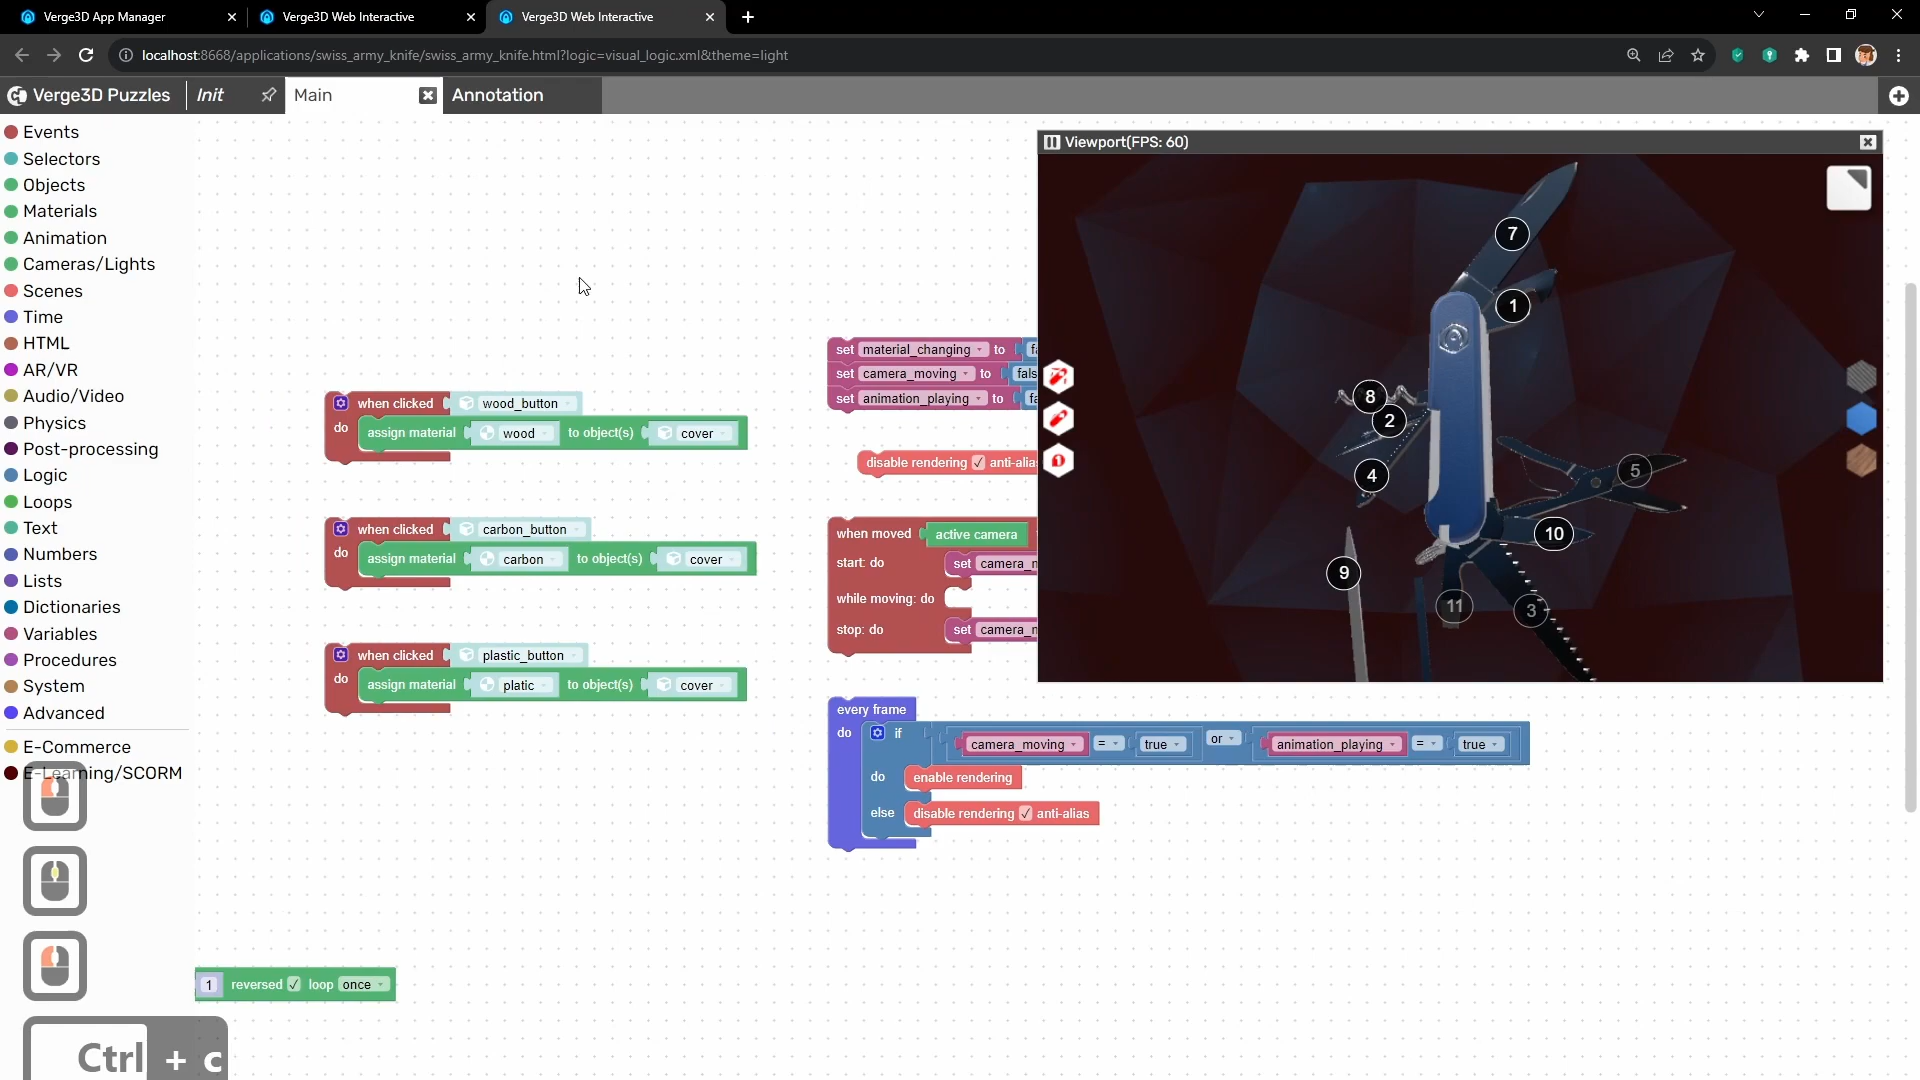 Verge3D App Manager
Verge3D Web Interactive
Verge3D Web Interactive
localhost:8668/applications/swiss_army_knife/swiss_army_knife.html?logic=visual_logic.xml&theme=light
Verge3D Puzzles
Init
Main
Annotation
Events
Selectors
Objects
Materials
Animation
Cameras/Lights
Scenes
Time
HTML
AR/VR
Audio/Video
Physics
Post-processing
Logic
Loops
Text
Numbers
Lists
Dictionaries
Variables
Procedures
System
Advanced
E-Commerce
E-Learning/SCORM
when clicked wood_button
do assign material wood to object(s) cover
when clicked carbon_button
do assign material carbon to object(s) cover
when clicked plastic_button
do assign material platic to object(s) cover
1 reversed loop once
Ctrl + c
set material_changing to fa
set camera_moving to fals
set animation_playing to fa
disable rendering anti-alia
when moved active camera
start: do set camera_m
while moving: do
stop: do set camera_m
every frame
do if camera_moving = true or animation_playing = true
do enable rendering
else disable rendering anti-alias
Viewport(FPS: 60)
7
1
8
2
4
5
10
9
11
3